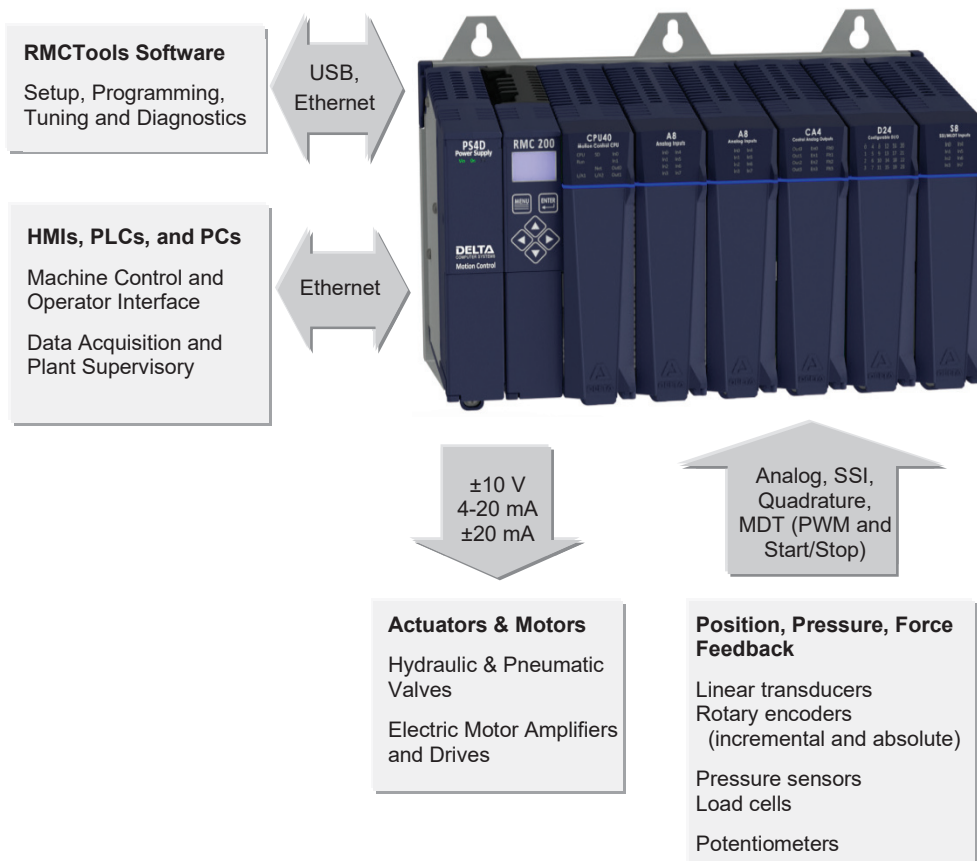 RMCTools Software
Setup, Programming,
Tuning and Diagnostics
USB,
Ethernet
HMIs, PLCs, and PCs
Machine Control and
Operator Interface
Data Acquisition and
Plant Supervisory
Ethernet
PS4D
Power Supply
RMC 200
MENU
ENTER
DELTA
COMPUTER SYSTEMS
Motion Control
CPU40
Motion Control CPU
A8
Analog Inputs
A8
Analog Inputs
CA4
Control Analog Outputs
D24
Configurable
S8
±10 V
4-20 mA
±20 mA
Analog, SSI,
Quadrature,
MDT (PWM and
Start/Stop)
Actuators & Motors
Hydraulic & Pneumatic
Valves
Electric Motor Amplifiers
and Drives
Position, Pressure, Force
Feedback
Linear transducers
Rotary encoders
(incremental and absolute)
Pressure sensors
Load cells
Potentiometers